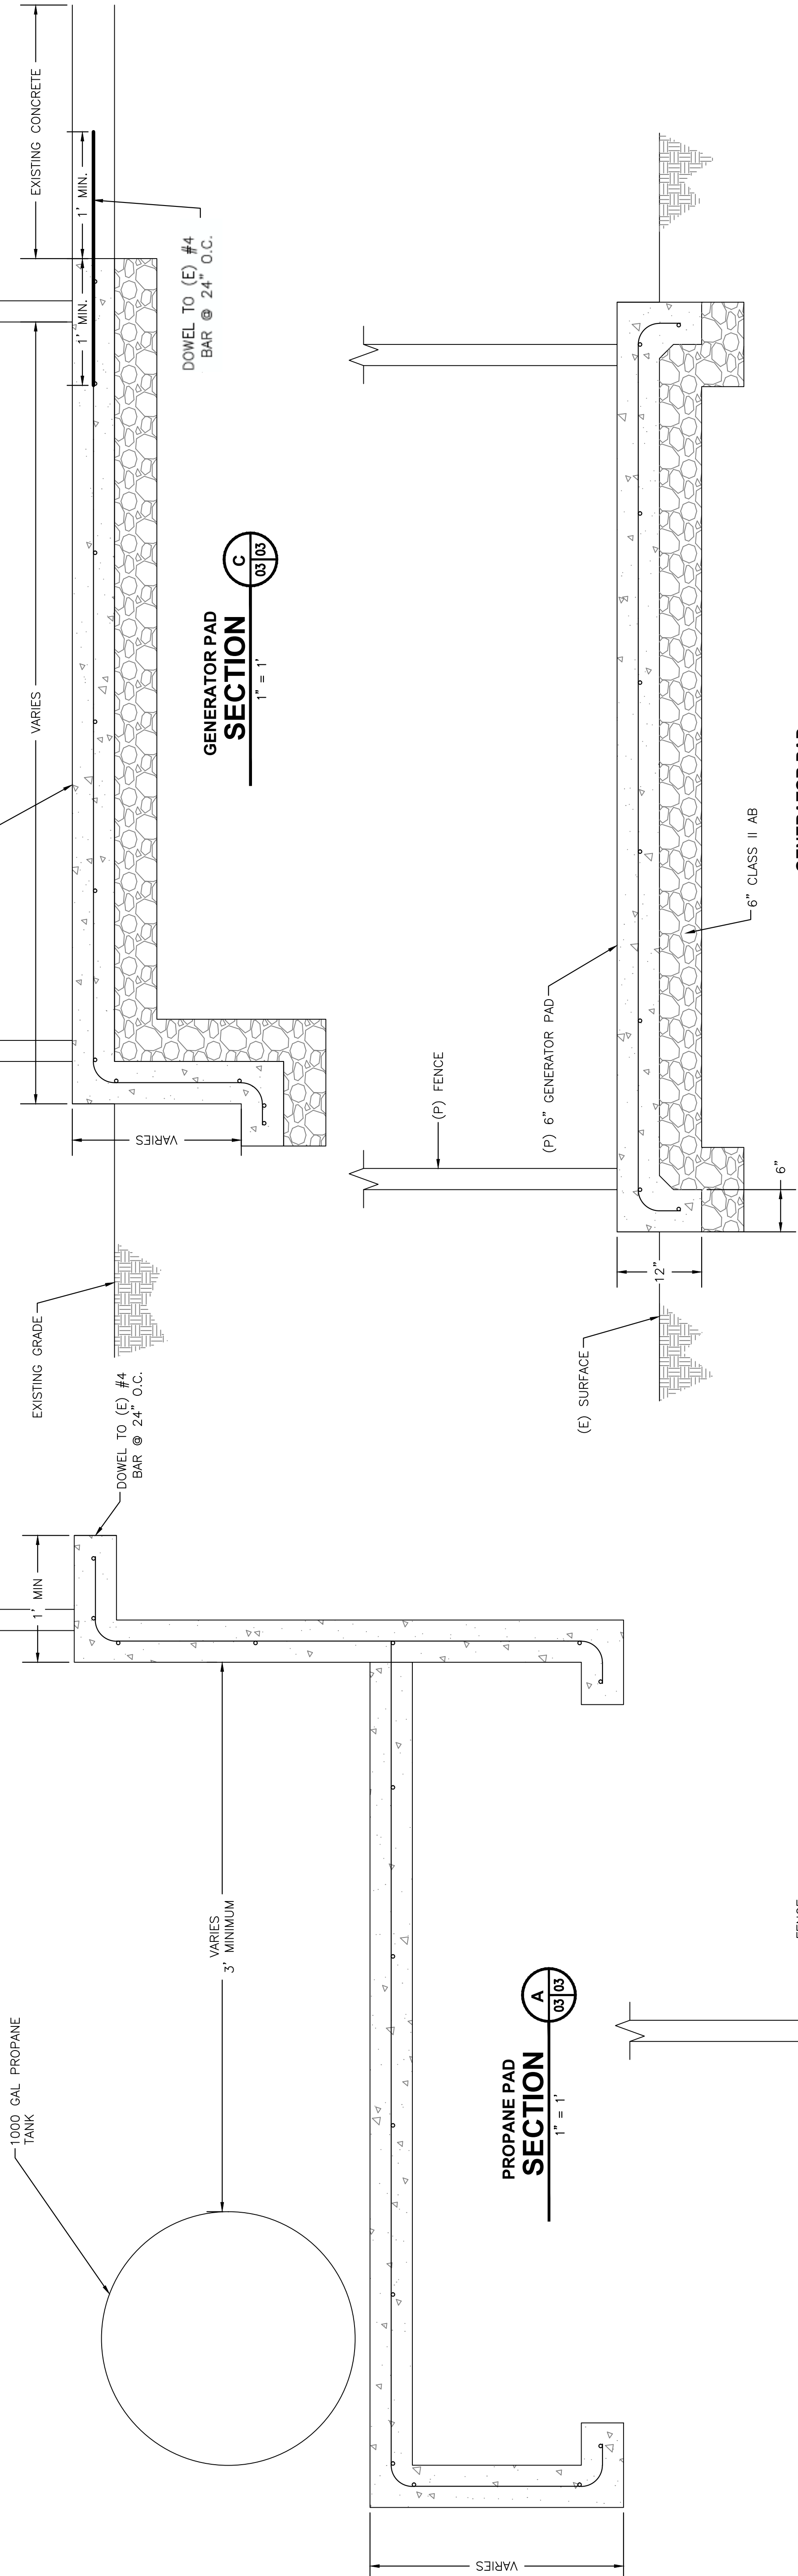 EXISTING CONCRETE
1' MIN.
1' MIN.
DOWEL TO (E) #4
BAR @ 24" O.C.
VARIES
GENERATOR PAD
SECTION
1" = 1'
C
03 03
VARIES
EXISTING GRADE
(P) FENCE
(P) 6" GENERATOR PAD
6" CLASS II AB
6"
12"
(E) SURFACE
DOWEL TO (E) #4
BAR @ 24" O.C.
1' MIN
VARIES
3' MINIMUM
1000 GAL PROPANE
TANK
PROPANE PAD
SECTION
1" = 1'
A
03 03
VARIES